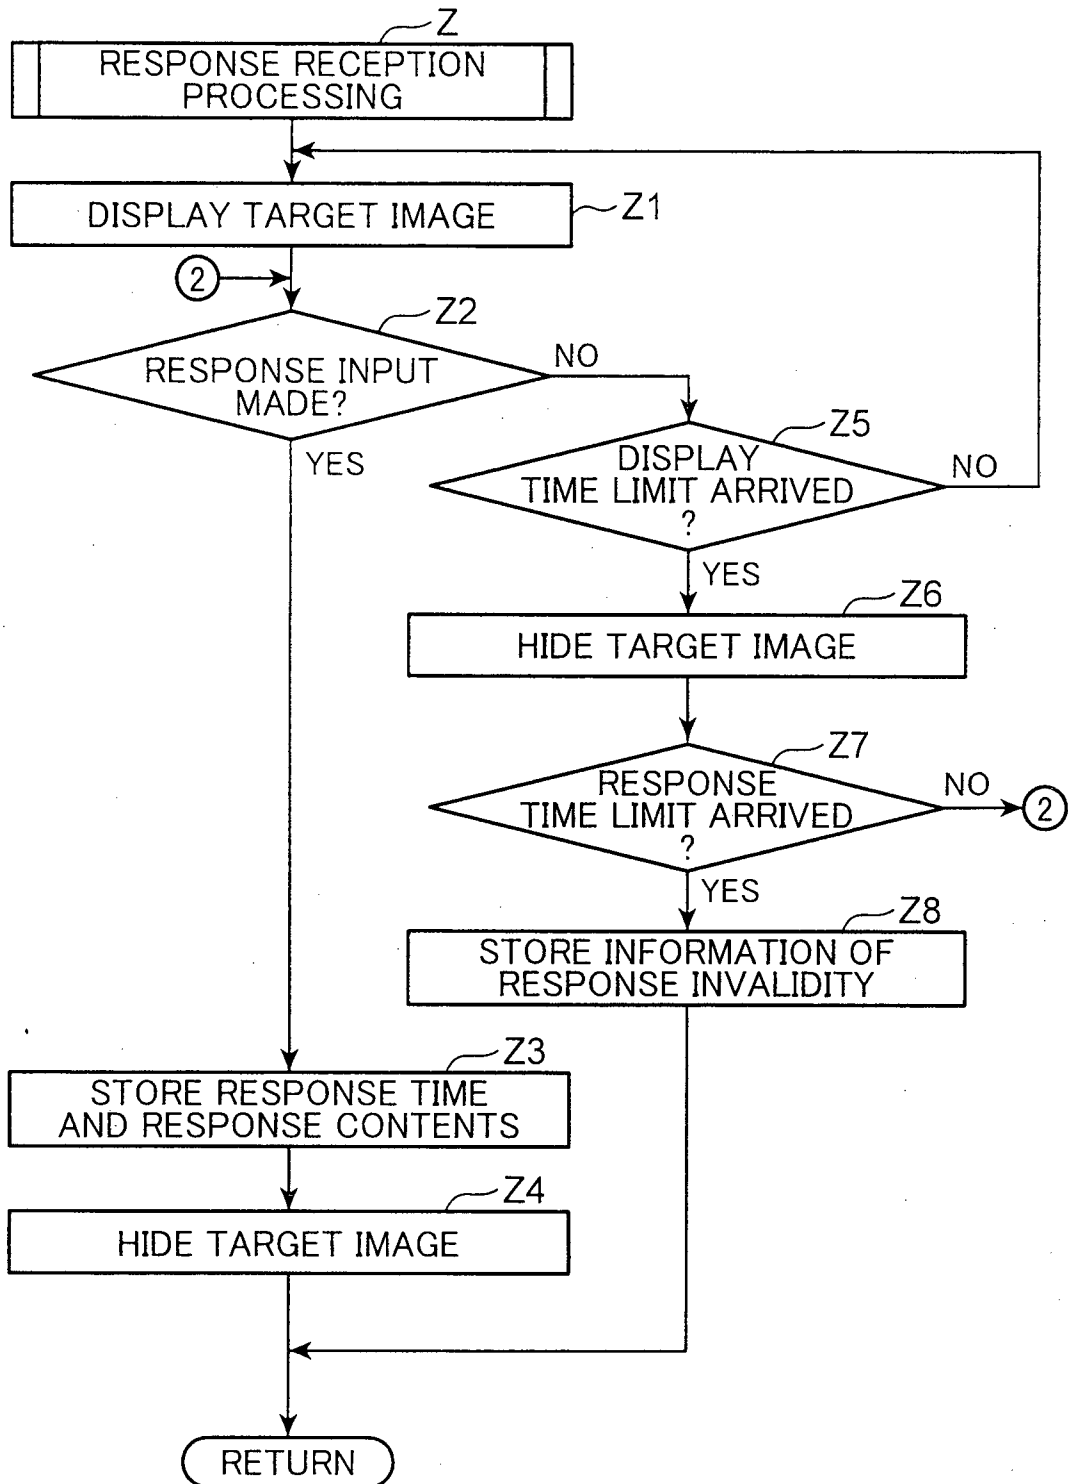 Z
RESPONSE RECEPTION
PROCESSING
DISPLAY TARGET IMAGE
Z1
2
Z2
RESPONSE INPUT
MADE?
NO
YES
Z5
DISPLAY
TIME LIMIT ARRIVED
?
NO
YES
Z6
HIDE TARGET IMAGE
Z7
RESPONSE
TIME LIMIT ARRIVED
?
NO
2
YES
Z8
STORE INFORMATION OF
RESPONSE INVALIDITY
Z3
STORE RESPONSE TIME
AND RESPONSE CONTENTS
Z4
HIDE TARGET IMAGE
RETURN